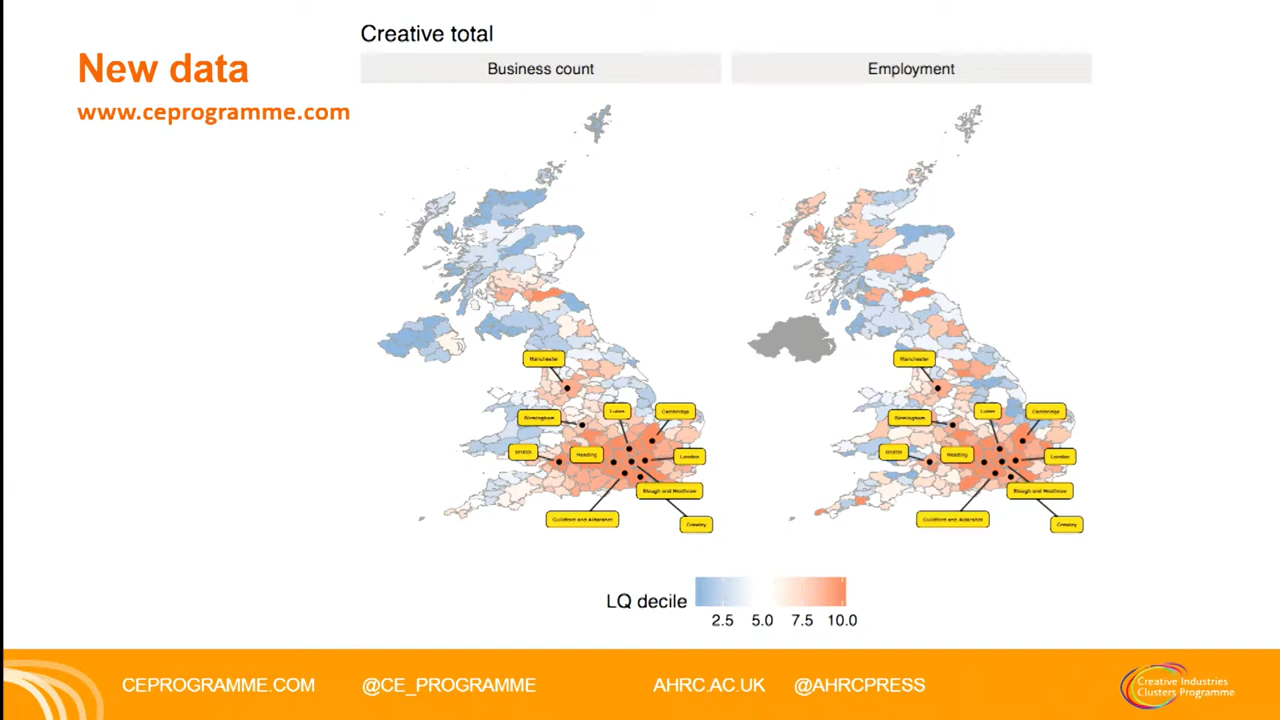 Creative total
New data
www.ceprogramme.com
Business count
Employment
Manchester
Birmingham
Luton
Cambridge
Bristol
Reading
London
Slough and Heathrow
Guildford and Aldershot
Crawley
Manchester
Birmingham
Luton
Cambridge
Bristol
Reading
London
Slough and Heathrow
Guildford and Aldershot
Crawley
LQ decile
2.5 5.0 7.5 10.0
CEPROGRAMME.COM @CE_PROGRAMME AHRC.AC.UK @AHRCPRESS
Creative Industries
Clusters Programme